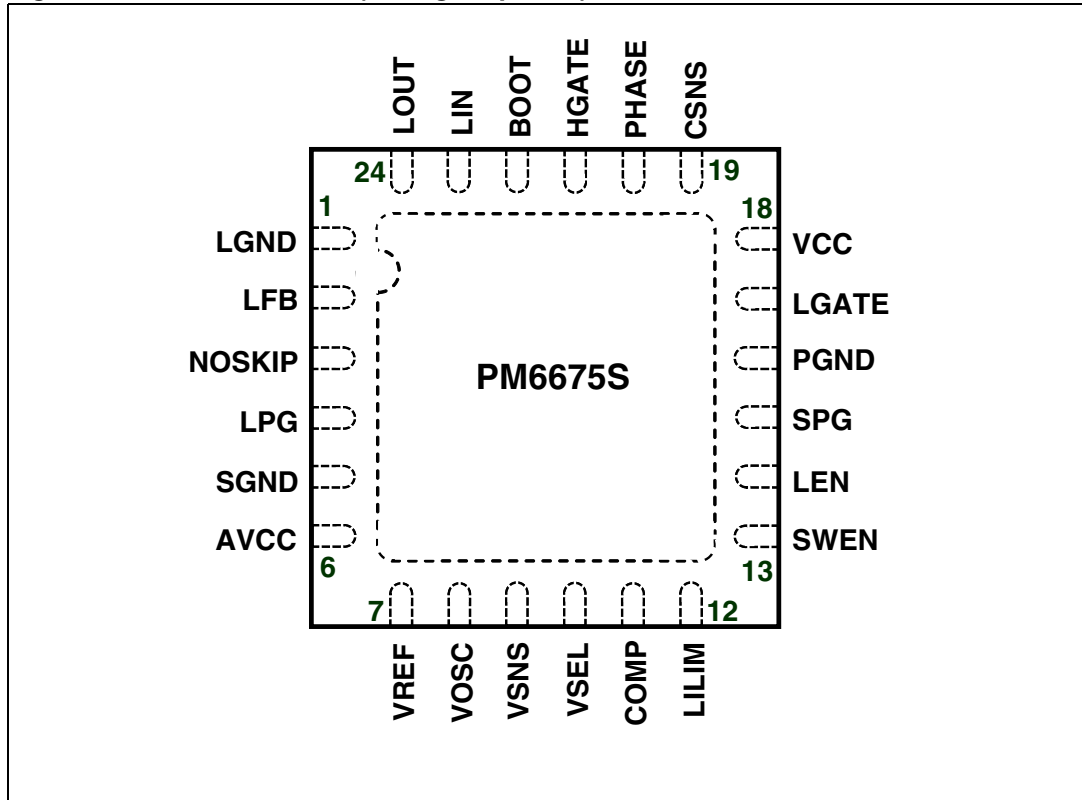 LOUT
LIN
BOOT
HGATE
PHASE
CSNS
24
19
1
18
LGND
VCC
LFB
LGATE
NOSKIP
PGND
PM6675S
LPG
SPG
SGND
LEN
AVCC
SWEN
6
13
7
12
VREF
VOSC
VSNS
VSEL
COMP
LILIM